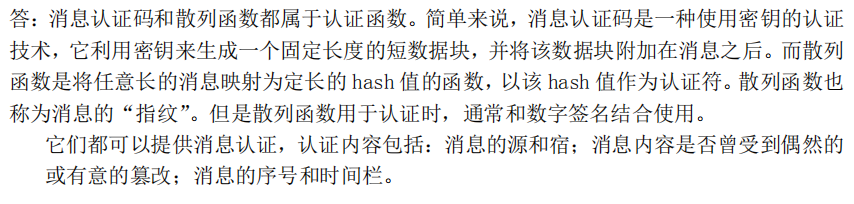 答：消息认证码和散列函数都属于认证函数。简单来说，消息认证码是一种使用密钥的认证
技术，它利用密钥来生成一个固定长度的短数据块，并将该数据块附加在消息之后。而散列
函数是将任意长的消息映射为定长的 hash 值的函数，以该 hash 值作为认证符。散列函数也
称为消息的“指纹”。但是散列函数用于认证时，通常和数字签名结合使用。
它们都可以提供消息认证，认证内容包括：消息的源和宿；消息内容是否曾受到偶然的
或有意的篡改；消息的序号和时间栏。